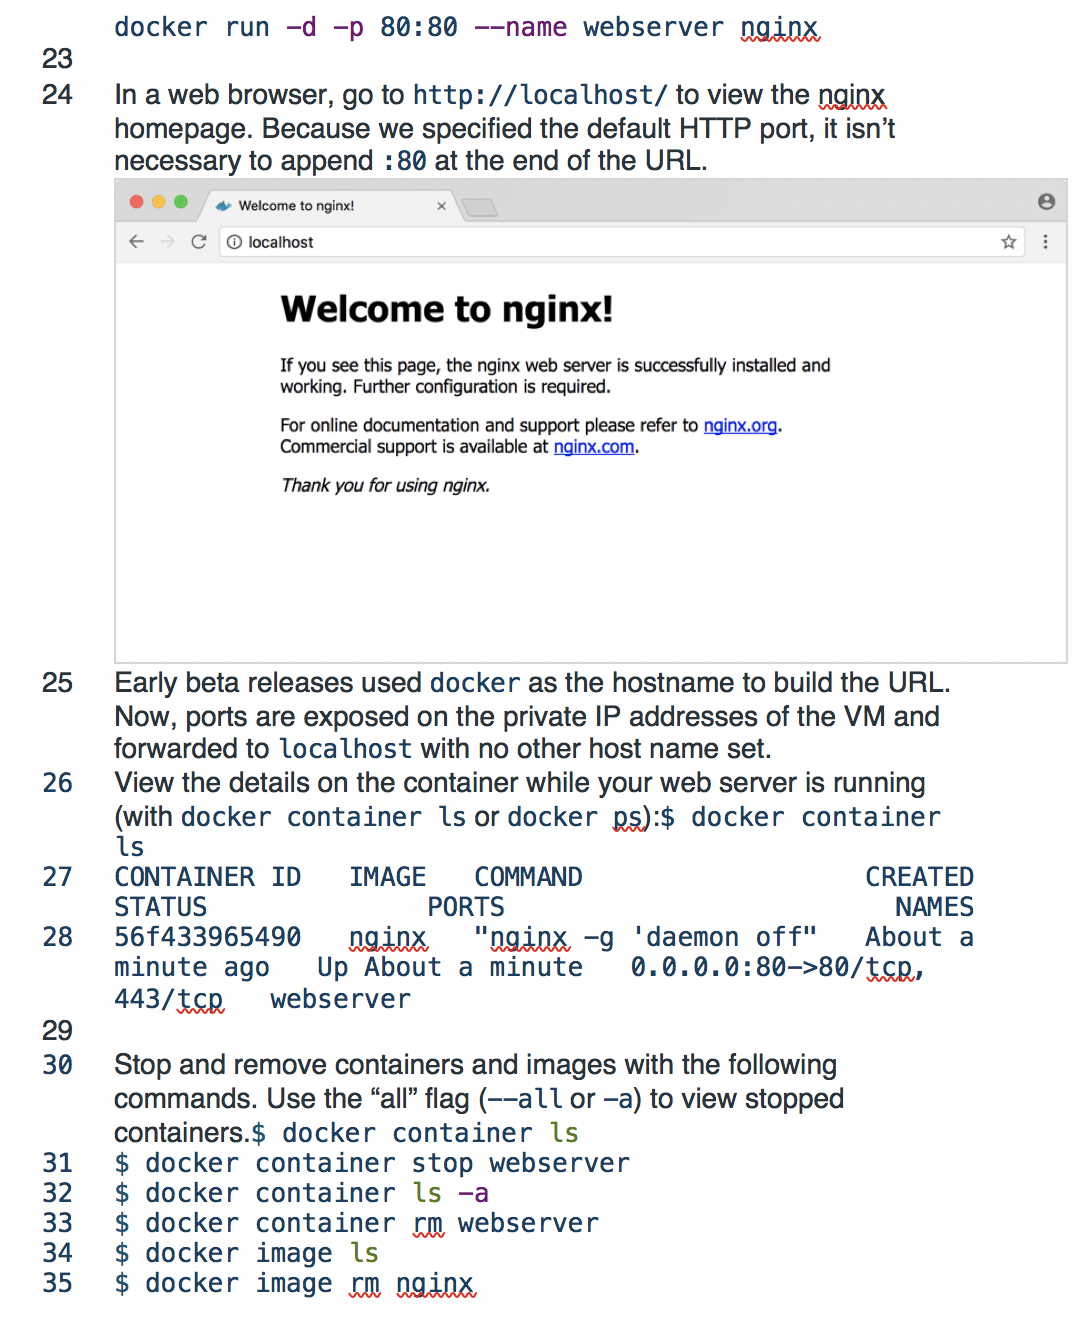 docker run -d -p 80:80 --name webserver nginx
23
24 In a web browser, go to http://localhost/ to view the nginx
homepage. Because we specified the default HTTP port, it isn’t
necessary to append :80 at the end of the URL.
Welcome to nginx!
localhost
Welcome to nginx!
If you see this page, the nginx web server is successfully installed and
working. Further configuration is required.
For online documentation and support please refer to nginx.org.
Commercial support is available at nginx.com.
Thank you for using nginx.
25 Early beta releases used docker as the hostname to build the URL.
Now, ports are exposed on the private IP addresses of the VM and
forwarded to localhost with no other host name set.
26 View the details on the container while your web server is running
(with docker container ls or docker ps):$ docker container
ls
27 CONTAINER ID IMAGE COMMAND CREATED
STATUS PORTS NAMES
28 56f433965490 nginx "nginx -g 'daemon off" About a
minute ago Up About a minute 0.0.0.0:80->80/tcp,
443/tcp webserver
29
30 Stop and remove containers and images with the following
commands. Use the “all” flag (--all or -a) to view stopped
containers.$ docker container ls
31 $ docker container stop webserver
32 $ docker container ls -a
33 $ docker container rm webserver
34 $ docker image ls
35 $ docker image rm nginx